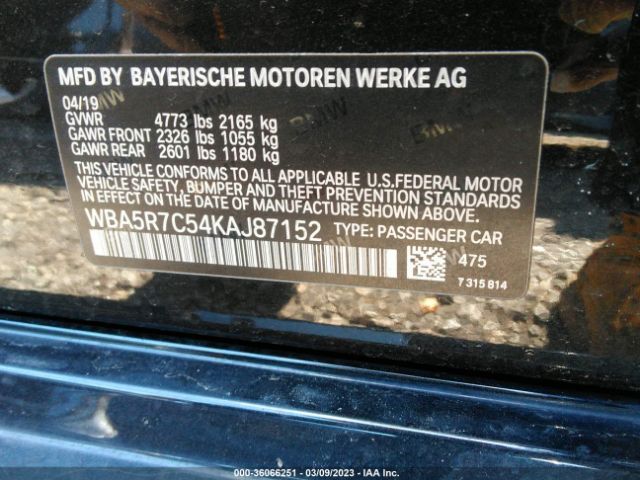 MFD BY BAYERISCHE MOTOREN WERKE AG
04/19
GVWR 4773 lbs 2165 kg
GAWR FRONT 2326 lbs 1055 kg
GAWR REAR 2601 lbs 1180 kg
THIS VEHICLE CONFORMS TO ALL APPLICABLE U.S.FEDERAL MOTOR
VEHICLE SAFETY, BUMPER, AND THEFT PREVENTION STANDARDS
IN EFFECT ON THE DATE OF MANUFACTURE SHOWN ABOVE.
WBA5R7C54KAJ87152 TYPE: PASSENGER CAR
475
7 315 814
000-36066251 - 03/09/2023 - IAA Inc.